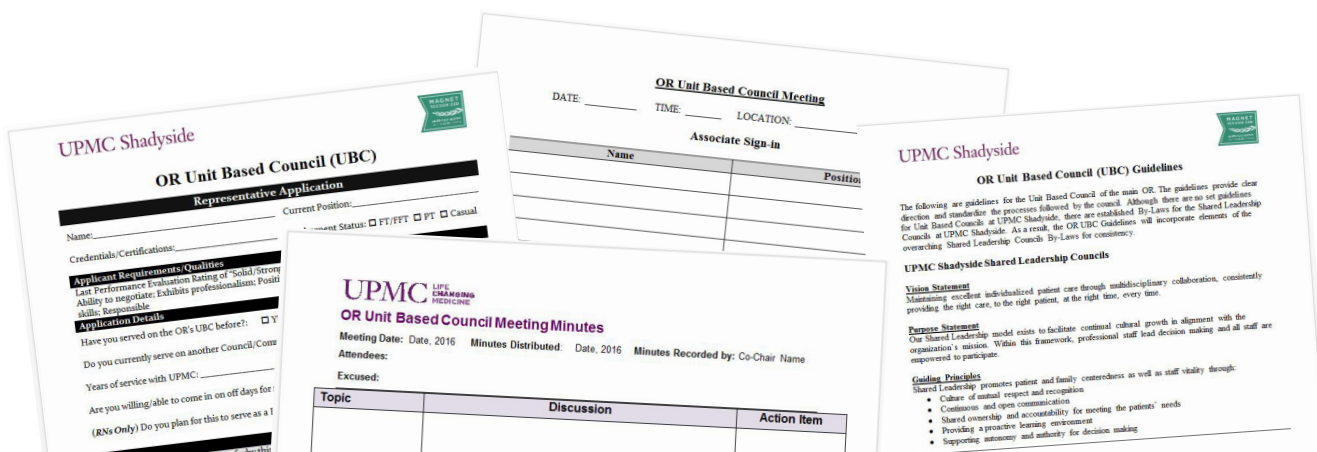 UPMC Shadyside
MAGNET
OR Unit Based Council (UBC)
Representative Application
Name:
Current Position:
Credentials/Certifications:
Status: ☐ FT/FFT ☐ PT ☐ Casual
Applicant Requirements/Qualities
Last Performance Evaluation Rating of "Solid/Strong
Ability to negotiate; Exhibits professionalism; Positi
skills; Responsible
Application Details
Have you served on the OR's UBC before?: ☐ Y
Do you currently serve on another Council/Com
Years of service with UPMC:
Are you willing/able to come in on off days for
(RNs Only) Do you plan for this to serve as a
OR Unit Based Council Meeting
DATE: TIME: LOCATION:
Associate Sign-in
Name Positio
UPMC LIFE
CHANGING
MEDICINE
OR Unit Based Council Meeting Minutes
Meeting Date: Date, 2016 Minutes Distributed: Date, 2016 Minutes Recorded by: Co-Chair Name
Attendees:
Excused:
Topic Discussion Action Item
UPMC Shadyside
MAGNET
OR Unit Based Council (UBC) Guidelines
The following are guidelines for the Unit Based Council of the main OR. The guidelines provide clear
direction and standardize the processes followed by the council. Although there are no set guidelines
for Unit Based Councils at UPMC Shadyside, there are established By-Laws for the Shared Leadership
Councils at UPMC Shadyside. As a result, the OR UBC Guidelines will incorporate elements of the
overarching Shared Leadership Councils By-Laws for consistency.
UPMC Shadyside Shared Leadership Councils
Vision Statement
Maintaining excellent individualized patient care through multidisciplinary collaboration, consistently
providing the right care, to the right patient, at the right time, every time.
Purpose Statement
Our Shared Leadership model exists to facilitate continual cultural growth in alignment with the
organization's mission. Within this framework, professional staff lead decision making and all staff are
empowered to participate.
Guiding Principles
Shared Leadership promotes patient and family centeredness as well as staff vitality through:
• Culture of mutual respect and recognition
• Continuous and open communication
• Shared ownership and accountability for meeting the patients' needs
• Providing a proactive learning environment
• Supporting autonomy and authority for decision making